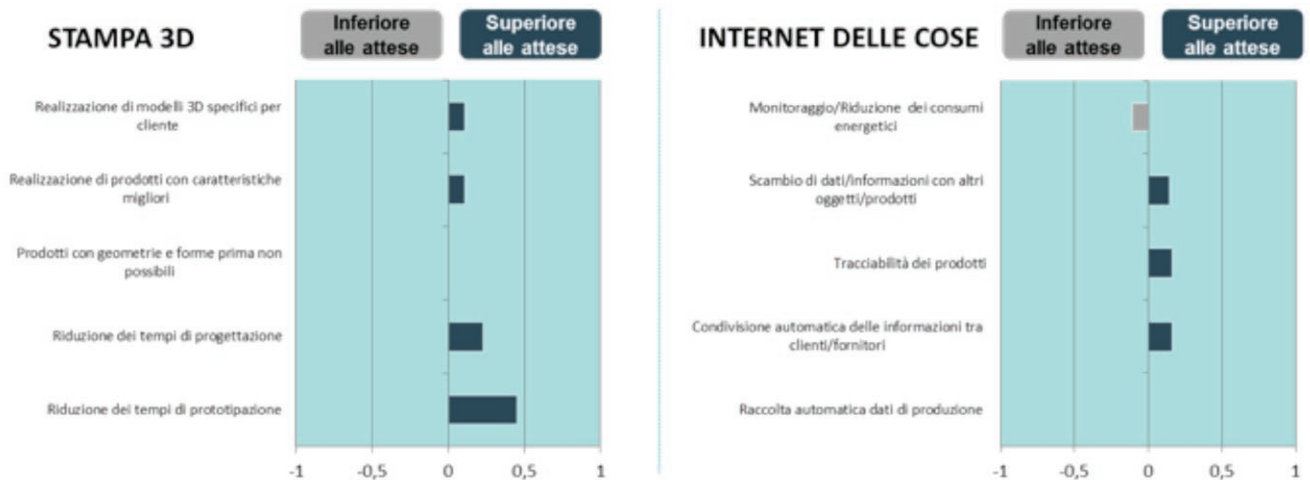 STAMPA 3D
Inferiore
alle attese
Superiore
alle attese
Realizzazione di modelli 3D specifici per
cliente
Realizzazione di prodotti con caratteristiche
migliori
Prodotti con geometrie e forme prima non
possibili
Riduzione dei tempi di progettazione
Riduzione dei tempi di prototipazione
-1 -0,5 0 0,5 1
INTERNET DELLE COSE
Inferiore
alle attese
Superiore
alle attese
Monitoraggio/Riduzione dei consumi
energetici
Scambio di dati/informazioni con altri
oggetti/prodotti
Tracciabilità dei prodotti
Condivisione automatica delle informazioni tra
clienti/fornitori
Raccolta automatica dati di produzione
-1 -0,5 0 0,5 1